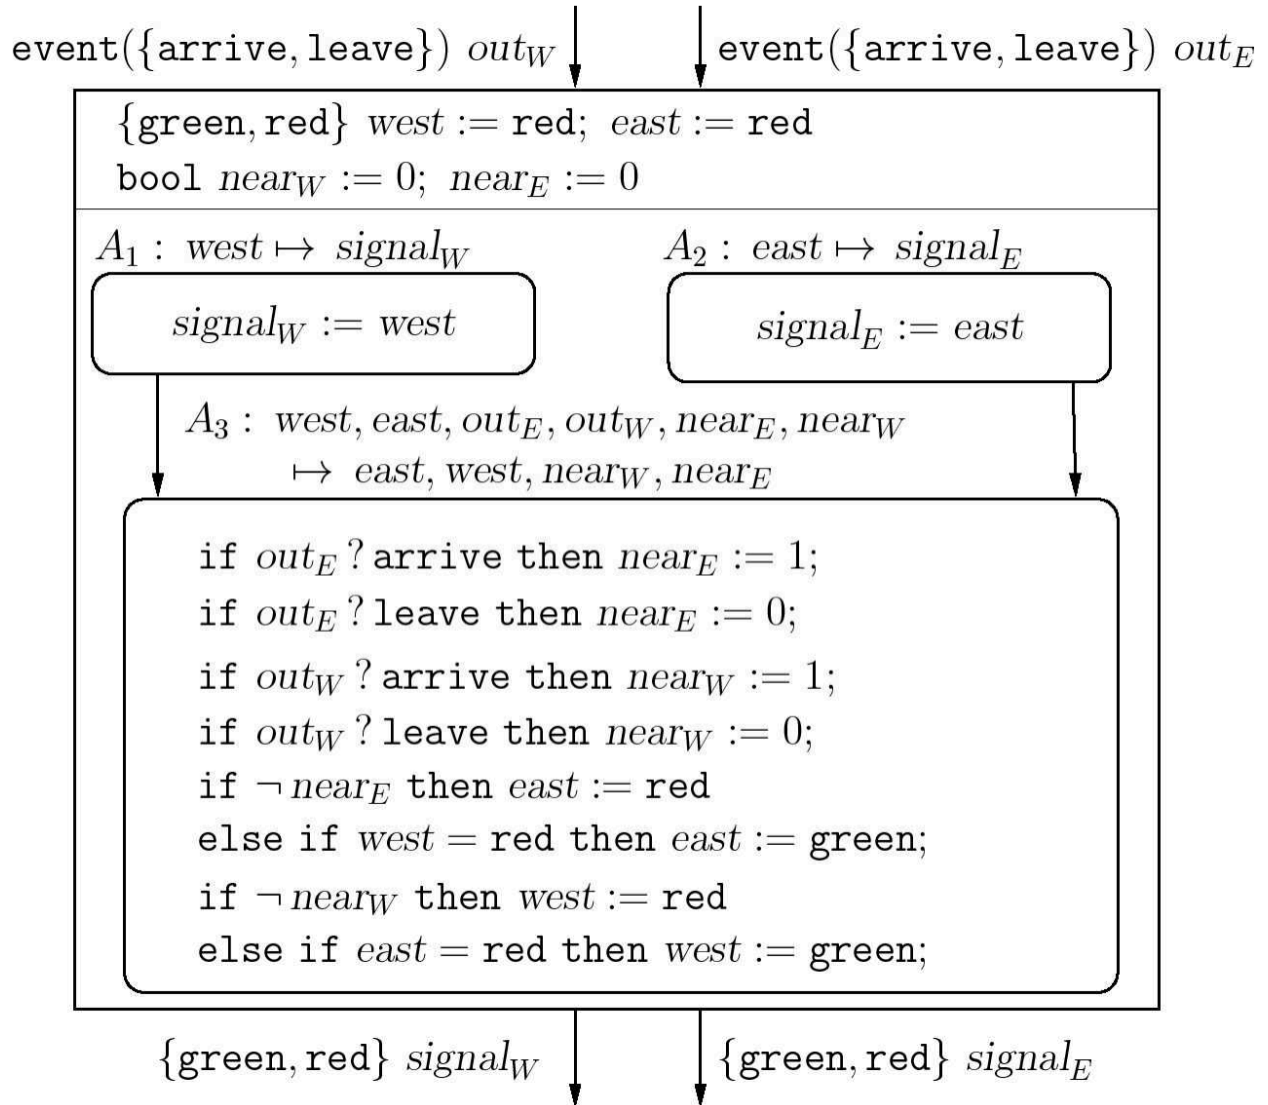 event({arrive, leave}) out_W
event({arrive, leave}) out_E
{green, red} west := red; east := red
bool near_W := 0; near_E := 0
A_1 : west ↦ signal_W
A_2 : east ↦ signal_E
signal_W := west
signal_E := east
A_3 : west, east, out_E, out_W, near_E, near_W
↦ east, west, near_W, near_E
if out_E ? arrive then near_E := 1;
if out_E ? leave then near_E := 0;
if out_W ? arrive then near_W := 1;
if out_W ? leave then near_W := 0;
if ¬ near_E then east := red
else if west = red then east := green;
if ¬ near_W then west := red
else if east = red then west := green;
{green, red} signal_W
{green, red} signal_E